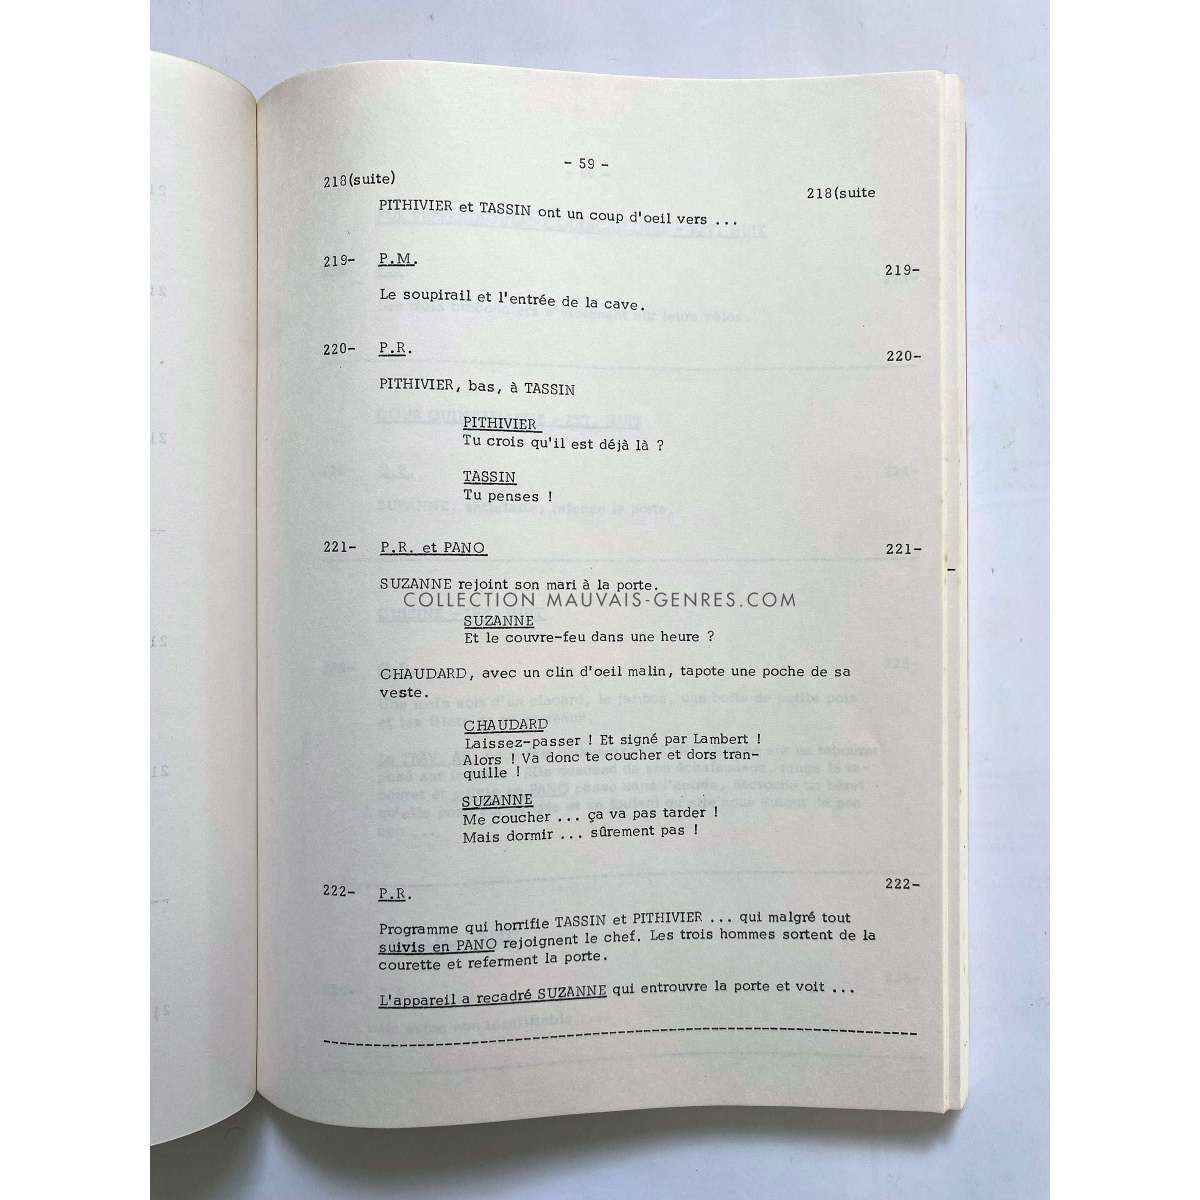 - 59 -
218(suite) 218(suite
PITHIVIER et TASSIN ont un coup d'oeil vers ...
219- P.M. 219-
Le soupirail et l'entrée de la cave.
220- P.R. 220-
PITHIVIER, bas, à TASSIN
PITHIVIER
Tu crois qu'il est déjà là ?
TASSIN
Tu penses !
221- P.R. et PANO 221-
SUZANNE rejoint son mari à la porte.
COLLECTION MAUVAIS-GENRES.COM
SUZANNE
Et le couvre-feu dans une heure ?
CHAUDARD, avec un clin d'oeil malin, tapote une poche de sa
veste.
CHAUDARD
Laissez-passer ! Et signé par Lambert !
Alors ! Va donc te coucher et dors tran-
quille !
SUZANNE
Me coucher ... ça va pas tarder !
Mais dormir ... sûrement pas !
222- P.R. 222-
Programme qui horrifie TASSIN et PITHIVIER ... qui malgré tout
suivis en PANO rejoignent le chef. Les trois hommes sortent de la
courette et referment la porte.
L'appareil a recadré SUZANNE qui entrouvre la porte et voit ...